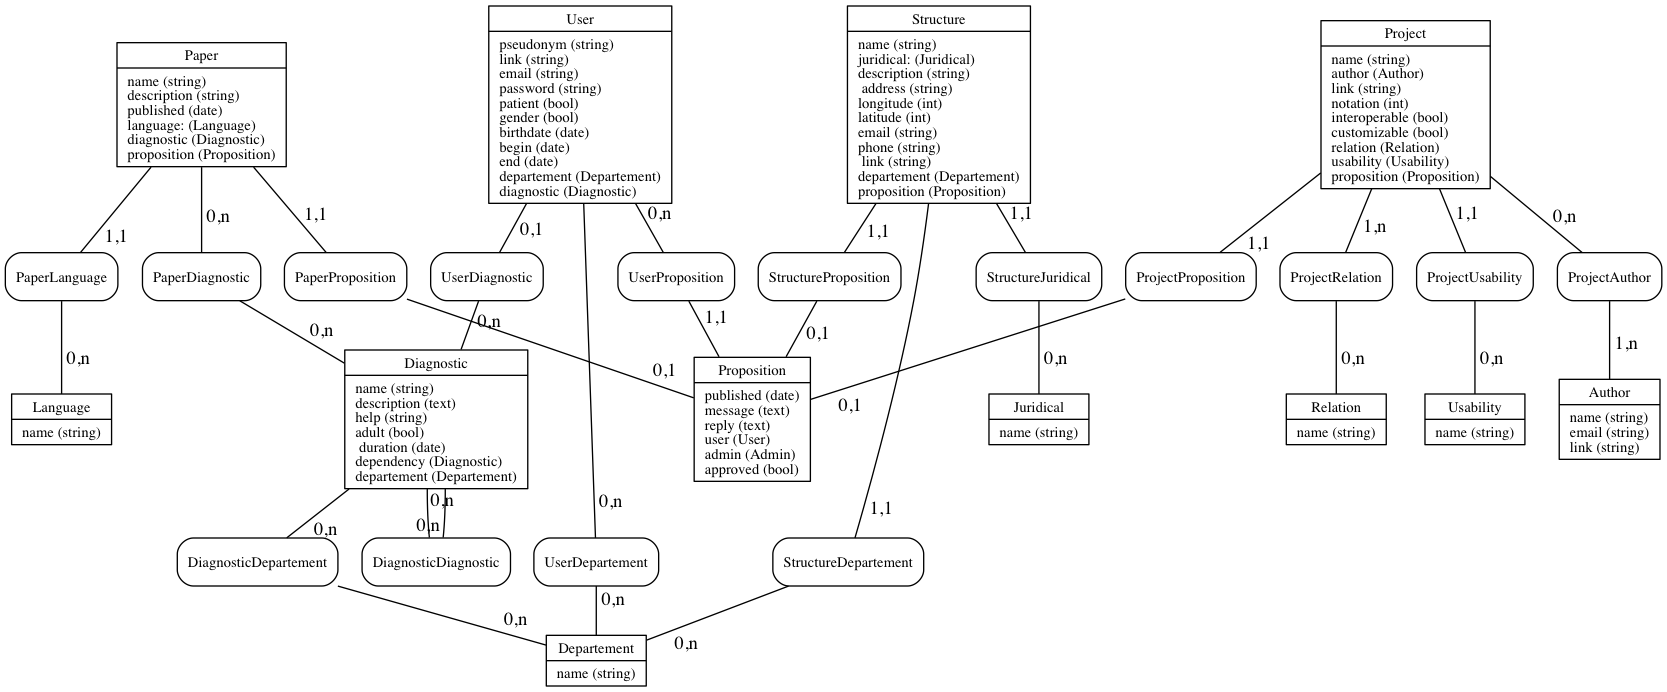 User
pseudonym (string)
link (string)
email (string)
password (string)
patient (bool)
gender (bool)
birthdate (date)
begin (date)
end (date)
departement (Departement)
diagnostic (Diagnostic)
Structure
name (string)
juridical: (Juridical)
description (string)
address (string)
longitude (int)
latitude (int)
email (string)
phone (string)
link (string)
departement (Departement)
proposition (Proposition)
Project
name (string)
author (Author)
link (string)
notation (int)
interoperable (bool)
customizable (bool)
relation (Relation)
usability (Usability)
proposition (Proposition)
Paper
name (string)
description (string)
published (date)
language: (Language)
diagnostic (Diagnostic)
proposition (Proposition)
1,1
0,n
1,1
0,1
0,n
1,1
1,1
1,1
1,n
1,1
0,n
PaperLanguage
PaperDiagnostic
PaperProposition
UserDiagnostic
UserProposition
StructureProposition
StructureJuridical
ProjectProposition
ProjectRelation
ProjectUsability
ProjectAuthor
0,n
0,n
0,n
0,1
1,1
0,1
0,n
0,1
0,n
0,n
1,n
Language
name (string)
Diagnostic
name (string)
description (text)
help (string)
adult (bool)
duration (date)
dependency (Diagnostic)
departement (Departement)
Proposition
published (date)
message (text)
reply (text)
user (User)
admin (Admin)
approved (bool)
Juridical
name (string)
Relation
name (string)
Usability
name (string)
Author
name (string)
email (string)
link (string)
0,n
0,n
0,n
0,n
1,1
DiagnosticDepartement
DiagnosticDiagnostic
UserDepartement
StructureDepartement
0,n
0,n
0,n
Departement
name (string)